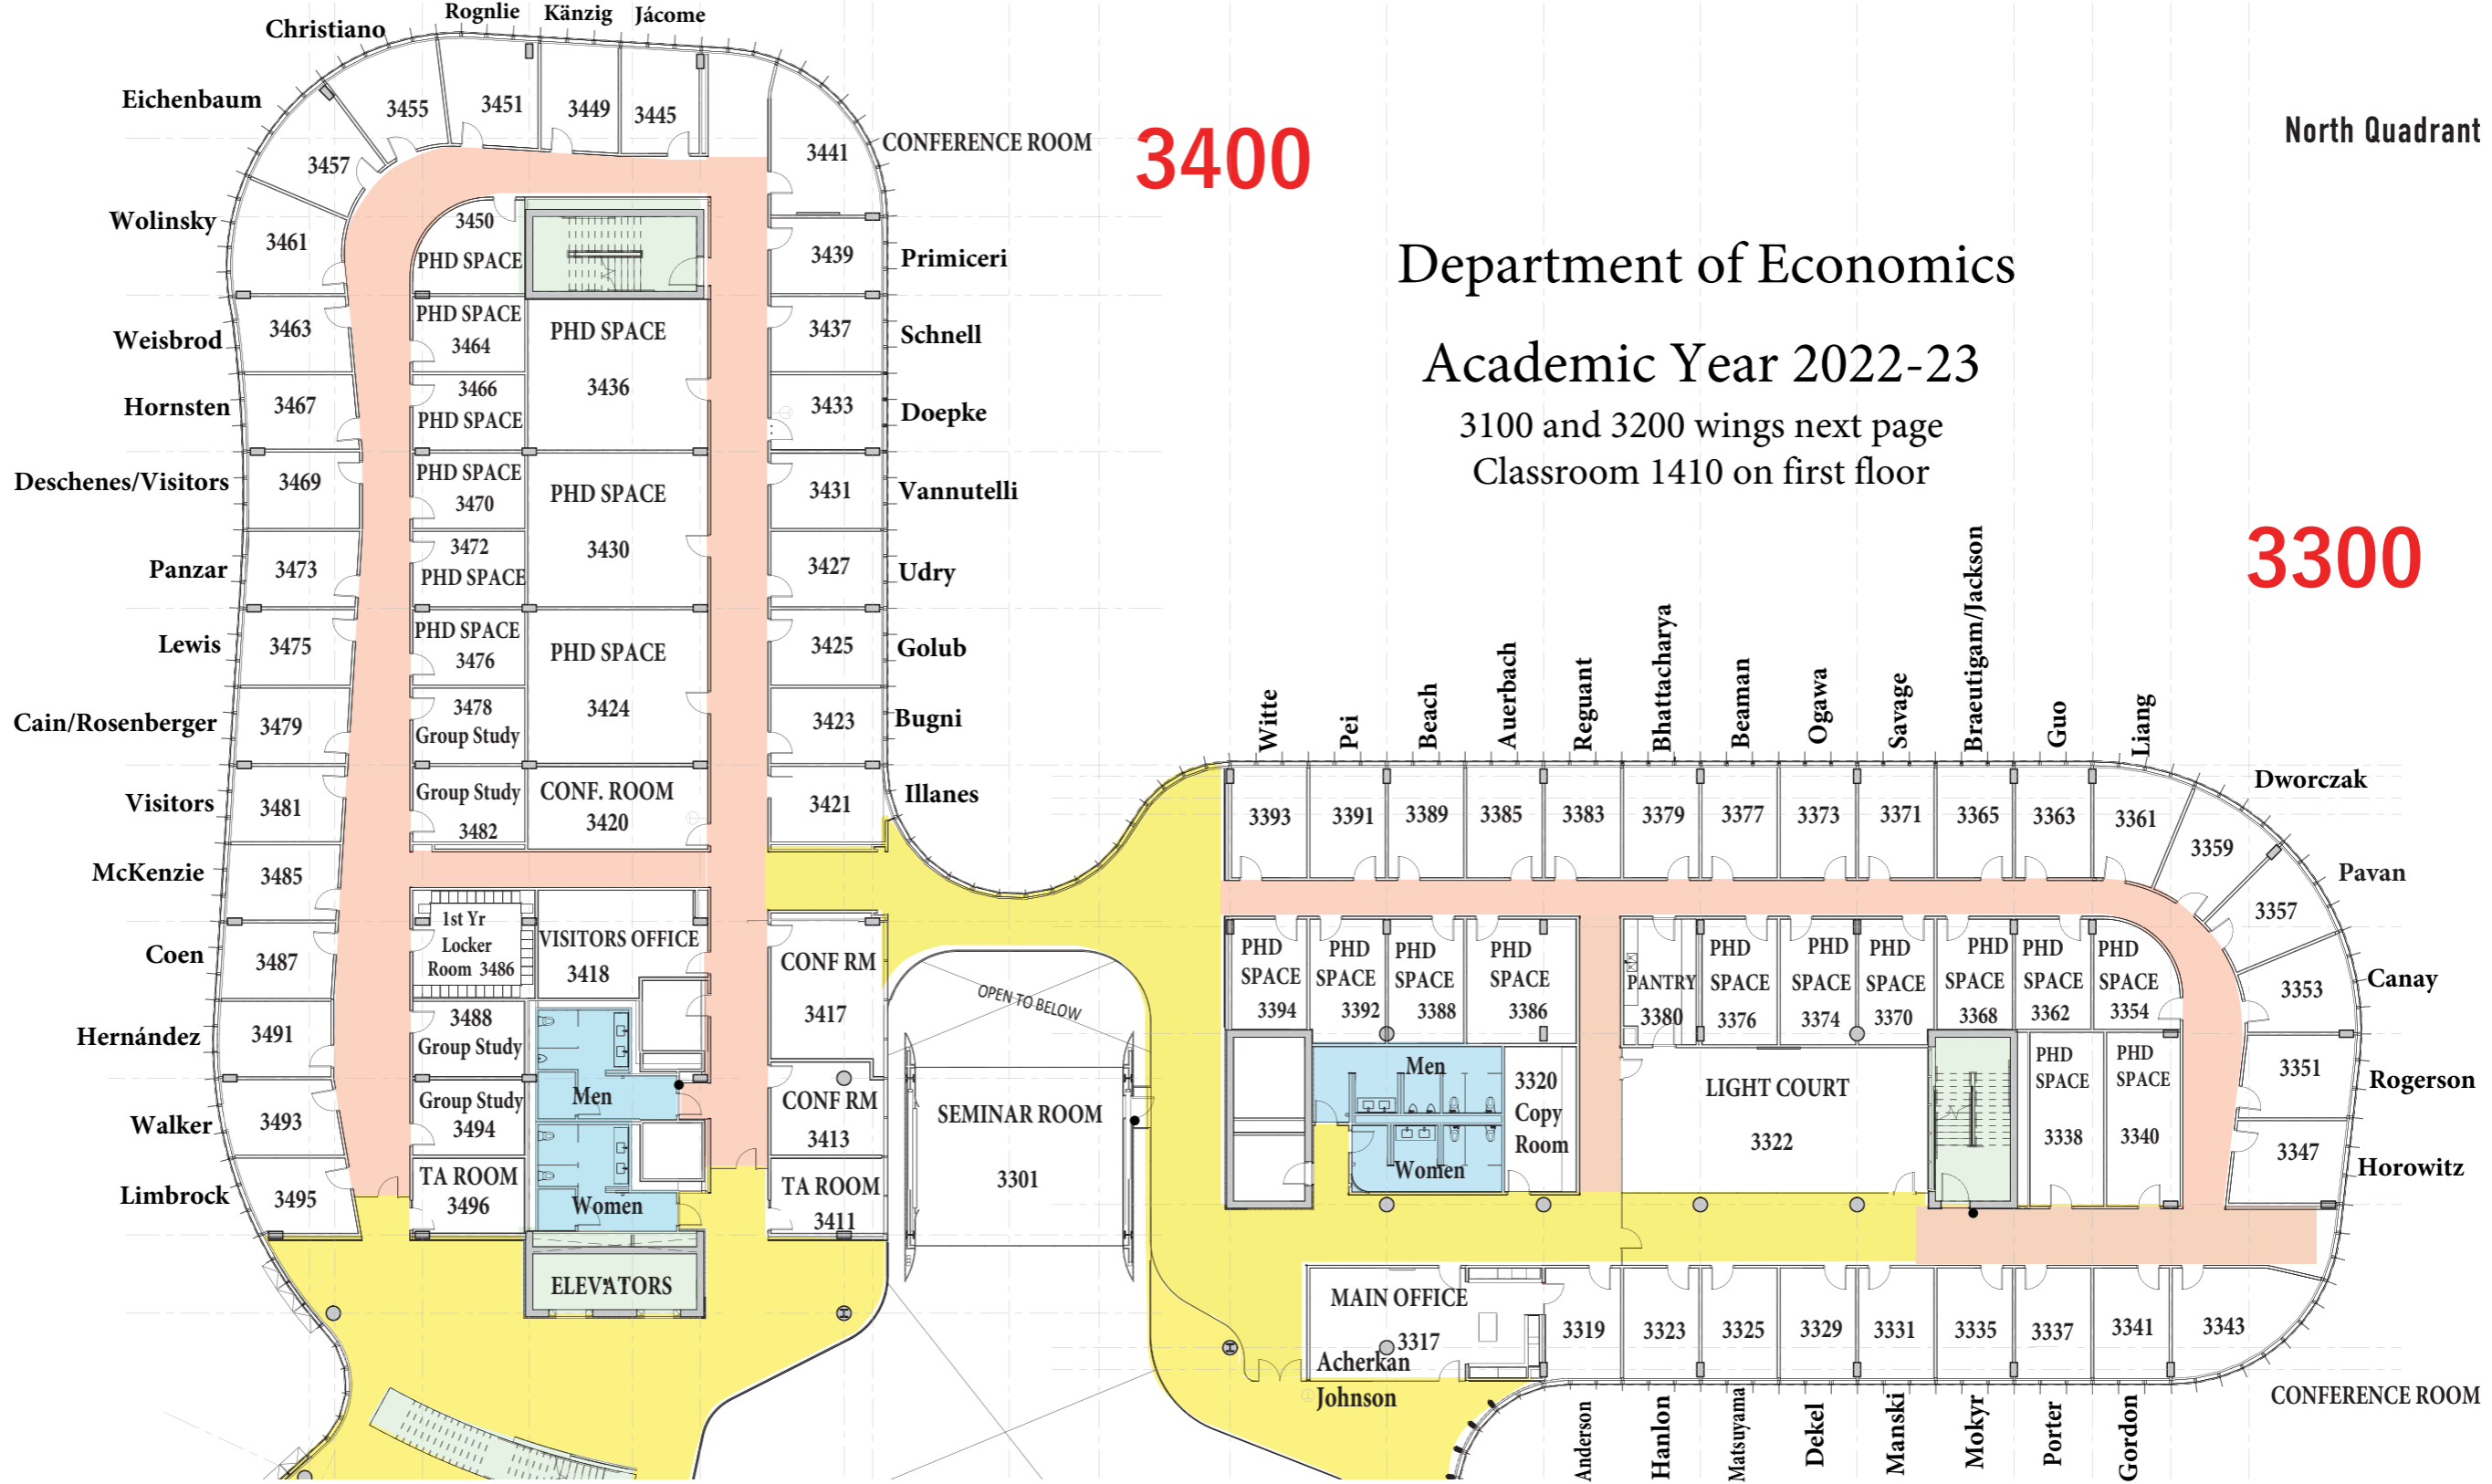 Christiano
Rognlie
Känzig
Jácome
Eichenbaum
3455
3451
3449
3445
3457
3441
CONFERENCE ROOM
3400
North Quadrant
Wolinsky
3461
3450
PHD SPACE
3439
Primiceri
Department of Economics
Academic Year 2022-23
3100 and 3200 wings next page
Classroom 1410 on first floor
Weisbrod
3463
PHD SPACE
3464
PHD SPACE
3436
3437
Schnell
Hornsten
3467
3466
PHD SPACE
3433
Doepke
Deschenes/Visitors
3469
PHD SPACE
3470
PHD SPACE
3430
3431
Vannutelli
3300
Panzar
3473
3472
PHD SPACE
3427
Udry
Lewis
3475
PHD SPACE
3476
PHD SPACE
3424
3425
Golub
Cain/Rosenberger
3479
3478
Group Study
3423
Bugni
Visitors
3481
Group Study
3482
CONF. ROOM
3420
3421
Illanes
McKenzie
3485
Coen
3487
1st Yr
Locker
Room 3486
VISITORS OFFICE
3418
CONF RM
3417
OPEN TO BELOW
Hernández
3491
3488
Group Study
Men
Walker
3493
Group Study
3494
CONF RM
3413
SEMINAR ROOM
3301
Limbrock
3495
TA ROOM
3496
Women
TA ROOM
3411
ELEVATORS
Witte
Pei
Beach
Auerbach
Reguant
Bhattacharya
Beaman
Ogawa
Savage
Braeutigam/Jackson
Guo
Liang
Dworczak
3393
3391
3389
3385
3383
3379
3377
3373
3371
3365
3363
3361
3359
Pavan
3357
PHD
SPACE
3394
PHD
SPACE
3392
PHD
SPACE
3388
PHD
SPACE
3386
PANTRY
3380
PHD
SPACE
3376
PHD
SPACE
3374
PHD
SPACE
3370
PHD
SPACE
3368
PHD
SPACE
3362
PHD
SPACE
3354
3353
Canay
Men
Women
3320
Copy
Room
LIGHT COURT
3322
PHD
SPACE
3338
PHD
SPACE
3340
3351
Rogerson
3347
Horowitz
MAIN OFFICE
3317
Acherkan
Johnson
3319
3323
3325
3329
3331
3335
3337
3341
3343
CONFERENCE ROOM
Anderson
Hanlon
Matsuyama
Dekel
Manski
Mokyr
Porter
Gordon